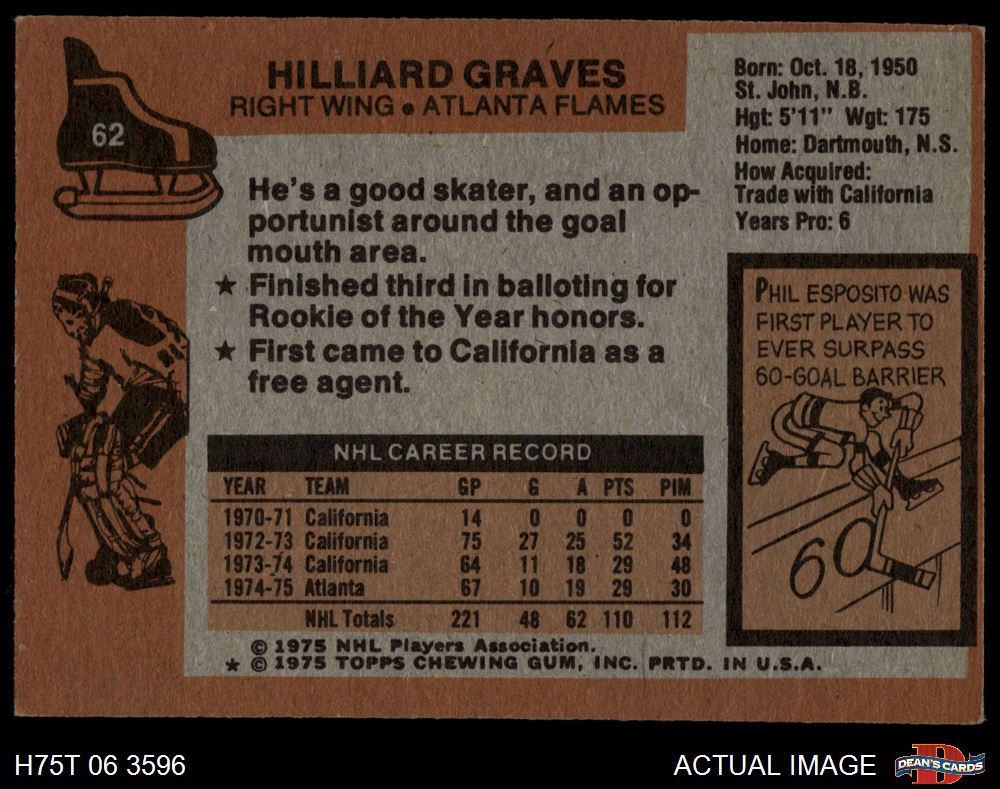 62
HILLIARD GRAVES
RIGHT WING • ATLANTA FLAMES
Born: Oct. 18, 1950
St. John, N.B.
Hgt: 5'11" Wgt: 175
Home: Dartmouth, N.S.
How Acquired:
Trade with California
Years Pro: 6
He's a good skater, and an op-
portunist around the goal
mouth area.
★ Finished third in balloting for
Rookie of the Year honors.
★ First came to California as a
free agent.
PHIL ESPOSITO WAS
FIRST PLAYER TO
EVER SURPASS
60-GOAL BARRIER
60
NHL CAREER RECORD
YEAR TEAM GP G A PTS PIM
1970-71 California 14 0 0 0 0
1972-73 California 75 27 25 52 34
1973-74 California 64 11 18 29 48
1974-75 Atlanta 67 10 19 29 30
NHL Totals 221 48 62 110 112
© 1975 NHL Players Association.
★ © 1975 TOPPS CHEWING GUM, INC. PRTD. IN U.S.A.
H75T 06 3596
ACTUAL IMAGE
D
DEAN'S CARDS